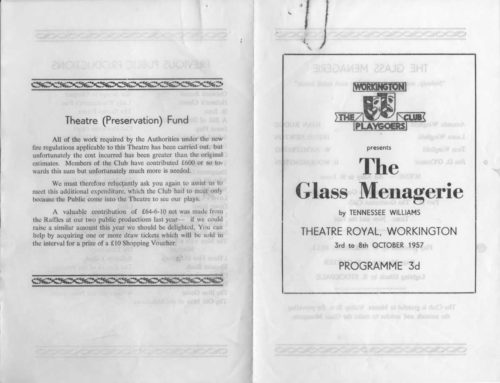 Theatre (Preservation) Fund
All of the work required by the Authorities under the new
fire regulations applicable to this Theatre has been carried out, but
unfortunately the cost incurred has been greater than the original
estimates. Members of the Club have contributed £600 or so to-
wards this sum but unfortunately much more is needed.
We must therefore reluctantly ask you again to assist us to
meet this additional expenditure, which the Club had to meet only
because the Public come into the Theatre to see our plays.
A valuable contribution of £64-6-10 net was made from
the Raffles at our two public productions last year— if we could
raise a similar amount this year we should be delighted. You can
help by acquiring one or more draw tickets which will be sold in
the interval for a prize of a £10 Shopping Voucher.
WORKINGTON
THE CLUB
PLAYGOERS
presents
The
Glass Menagerie
by TENNESSEE WILLIAMS
THEATRE ROYAL, WORKINGTON
3rd to 8th OCTOBER 1957
PROGRAMME 3d